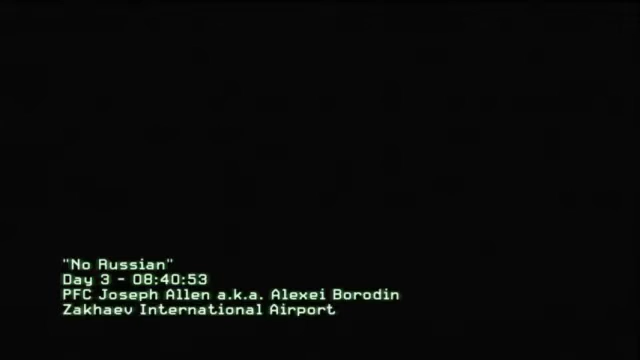 "No Russian"
Day 3 - 08:40:53
PFC Joseph Allen a.k.a. Alexei Borodin
Zakhaev International Airport